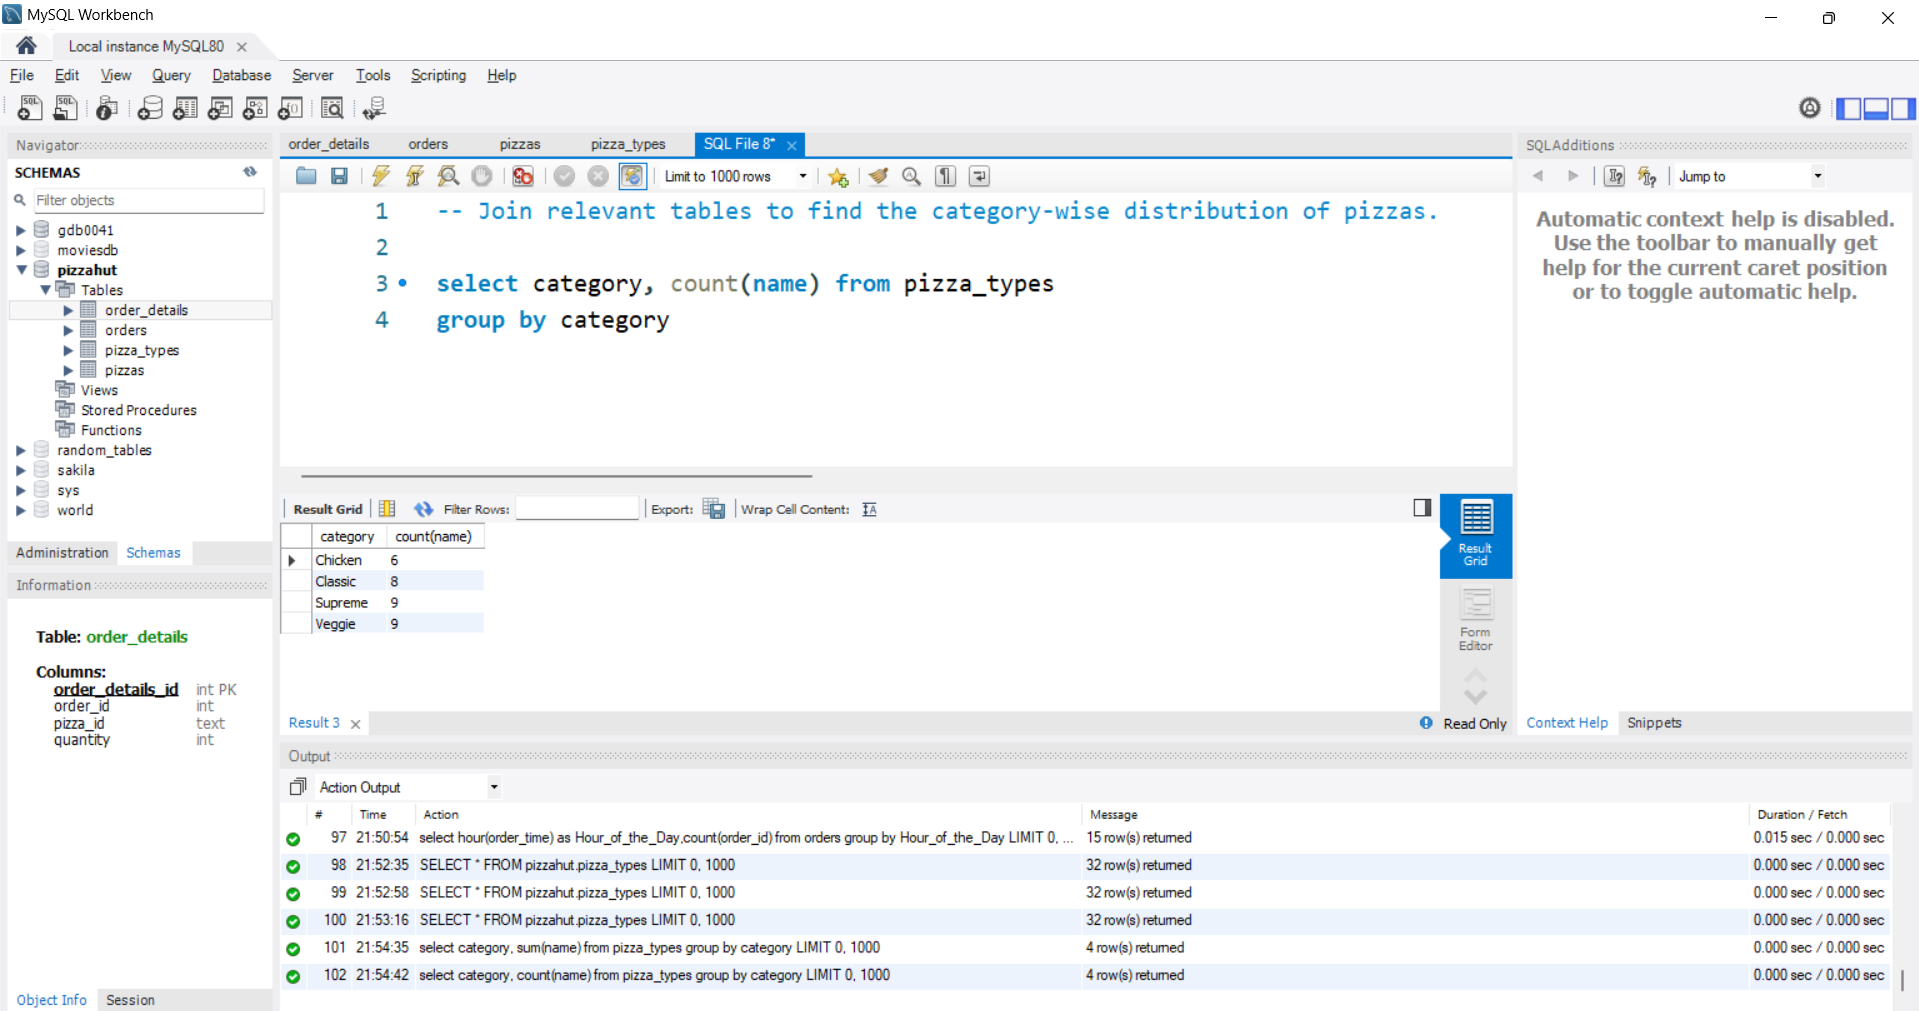 MySQL Workbench
Local instance MySQL80
File Edit View Query Database Server Tools Scripting Help
Navigator
SCHEMAS
Filter objects
gdb0041
moviesdb
pizzahut
Tables
order_details
orders
pizza_types
pizzas
Views
Stored Procedures
Functions
random_tables
sakila
sys
world
Administration Schemas
Information
Table: order_details
Columns:
order_details_id int PK
order_id int
pizza_id text
quantity int
Object Info Session
order_details orders pizzas pizza_types SQL File 8*
Limit to 1000 rows
1 -- Join relevant tables to find the category-wise distribution of pizzas.
2
3 select category, count(name) from pizza_types
4 group by category
Result Grid Filter Rows: Export: Wrap Cell Content:
category count(name)
Chicken 6
Classic 8
Supreme 9
Veggie 9
Result Grid
Form Editor
Result 3
Read Only
SQLAdditions
Jump to
Automatic context help is disabled.
Use the toolbar to manually get
help for the current caret position
or to toggle automatic help.
Context Help Snippets
Output
Action Output
# Time Action Message Duration / Fetch
97 21:50:54 select hour(order_time) as Hour_of_the_Day,count(order_id) from orders group by Hour_of_the_Day LIMIT 0, ... 15 row(s) returned 0.015 sec / 0.000 sec
98 21:52:35 SELECT * FROM pizzahut.pizza_types LIMIT 0, 1000 32 row(s) returned 0.000 sec / 0.000 sec
99 21:52:58 SELECT * FROM pizzahut.pizza_types LIMIT 0, 1000 32 row(s) returned 0.000 sec / 0.000 sec
100 21:53:16 SELECT * FROM pizzahut.pizza_types LIMIT 0, 1000 32 row(s) returned 0.000 sec / 0.000 sec
101 21:54:35 select category, sum(name) from pizza_types group by category LIMIT 0, 1000 4 row(s) returned 0.000 sec / 0.000 sec
102 21:54:42 select category, count(name) from pizza_types group by category LIMIT 0, 1000 4 row(s) returned 0.000 sec / 0.000 sec